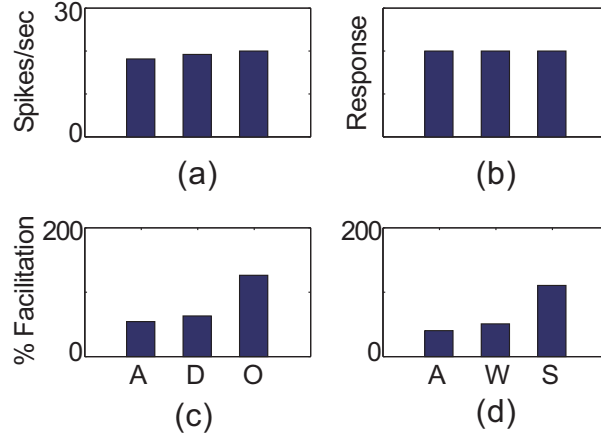 30
Spikes/sec
0
(a)
Response
(b)
200
% Facilitation
0
A D O
(c)
200
0
A W S
(d)